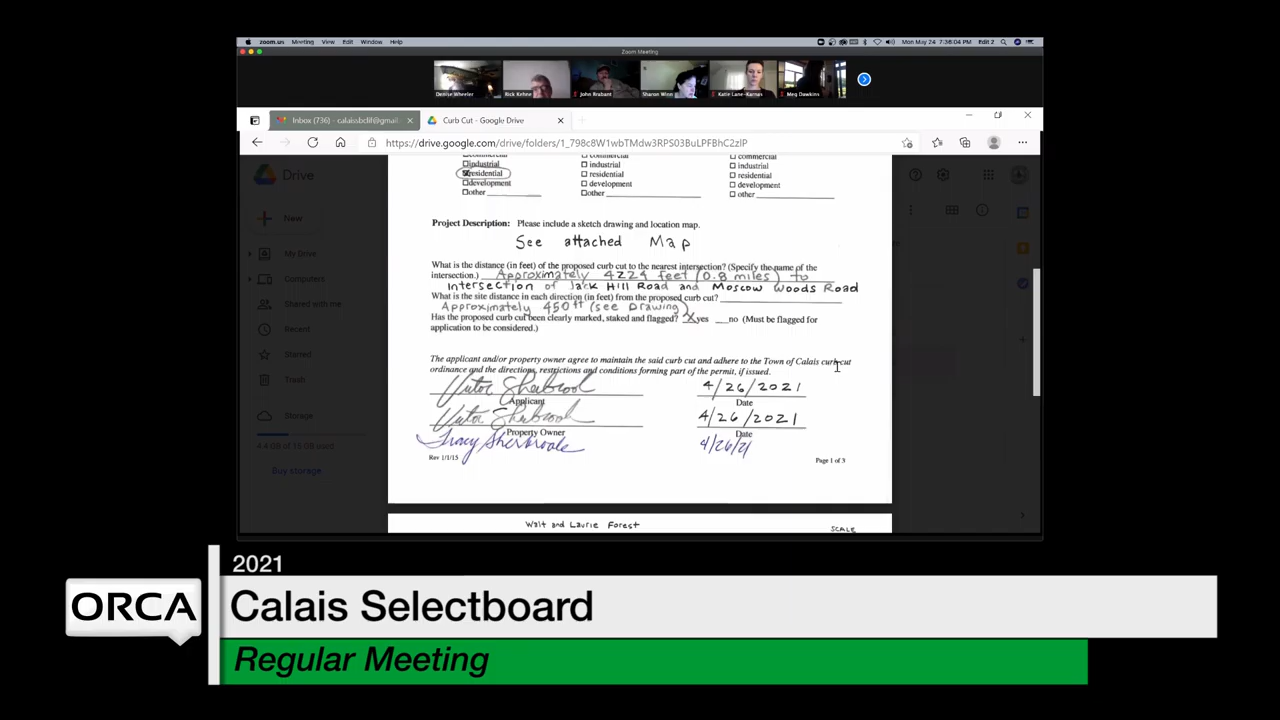 zoom.us Meeting View Edit Window Help
Mon May 24 7:36:04 PM Edit 2
Zoom Meeting
Denise Wheeler Rick Kehne John Brabant Sharon Winn Katie Lane-Karnas Meg Dawkins
Inbox (736) - calaissbclif@gmail. Curb Cut - Google Drive
https://drive.google.com/drive/folders/1_798c8W1wbTMdw3RPS03BuLPFBhC2zlP
Drive
New
My Drive
Computers
Shared with me
Recent
Starred
Trash
Storage
Buy storage
commercial commercial commercial
industrial industrial industrial
residential residential residential
development development development
other other other
Project Description: Please include a sketch drawing and location map.
See attached Map
What is the distance (in feet) of the proposed curb cut to the nearest intersection? (Specify the name of the
intersection.) Approximately 4224 feet (0.8 miles) to
Intersection of Jack Hill Road and Moscow Woods Road
What is the site distance in each direction (in feet) from the proposed curb cut?
Approximately 450ft (see Drawing)
Has the proposed curb cut been clearly marked, staked and flagged? X yes __no (Must be flagged for
application to be considered.)
The applicant and/or property owner agree to maintain the said curb cut and adhere to the Town of Calais curb cut
ordinance and the directions, restrictions and conditions forming part of the permit, if issued.
4/26/2021
Applicant Date
4/26/2021
Property Owner Date
Tracy Sherbrooke 4/26/21
Rev 1/1/15 Page 1 of 3
Walt and Laurie Forest SCALE
2021
ORCA
Calais Selectboard
Regular Meeting